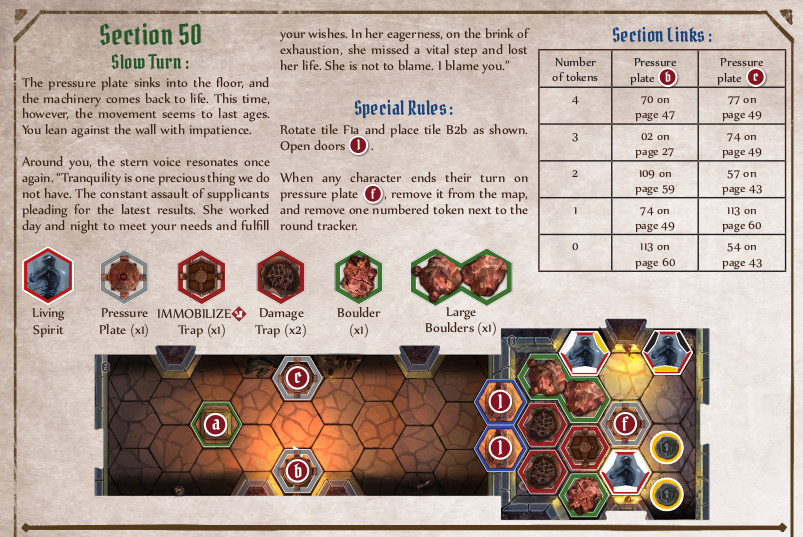 Section 50
Slow Turn:
The pressure plate sinks into the floor, and
the machinery comes back to life. This time,
however, the movement seems to last ages.
You lean against the wall with impatience.
Around you, the stern voice resonates once
again. “Tranquility is one precious thing we do
not have. The constant assault of supplicants
pleading for the latest results. She worked
day and night to meet your needs and fulfill
your wishes. In her eagerness, on the brink of
exhaustion, she missed a vital step and lost
her life. She is not to blame. I blame you.”
Special Rules:
Rotate tile F1a and place tile B2b as shown.
Open doors 1.
When any character ends their turn on
pressure plate f, remove it from the map,
and remove one numbered token next to the
round tracker.
Section Links:
Number of tokens Pressure plate b Pressure plate c
4 70 on page 47 77 on page 49
3 02 on page 27 74 on page 49
2 109 on page 59 57 on page 43
1 74 on page 49 113 on page 60
0 113 on page 60 54 on page 43
Living Spirit
Pressure Plate (x1)
IMMOBILIZE Trap (x1)
Damage Trap (x2)
Boulder (x1)
Large Boulders (x1)
c
a
b
1
1
f
1
1